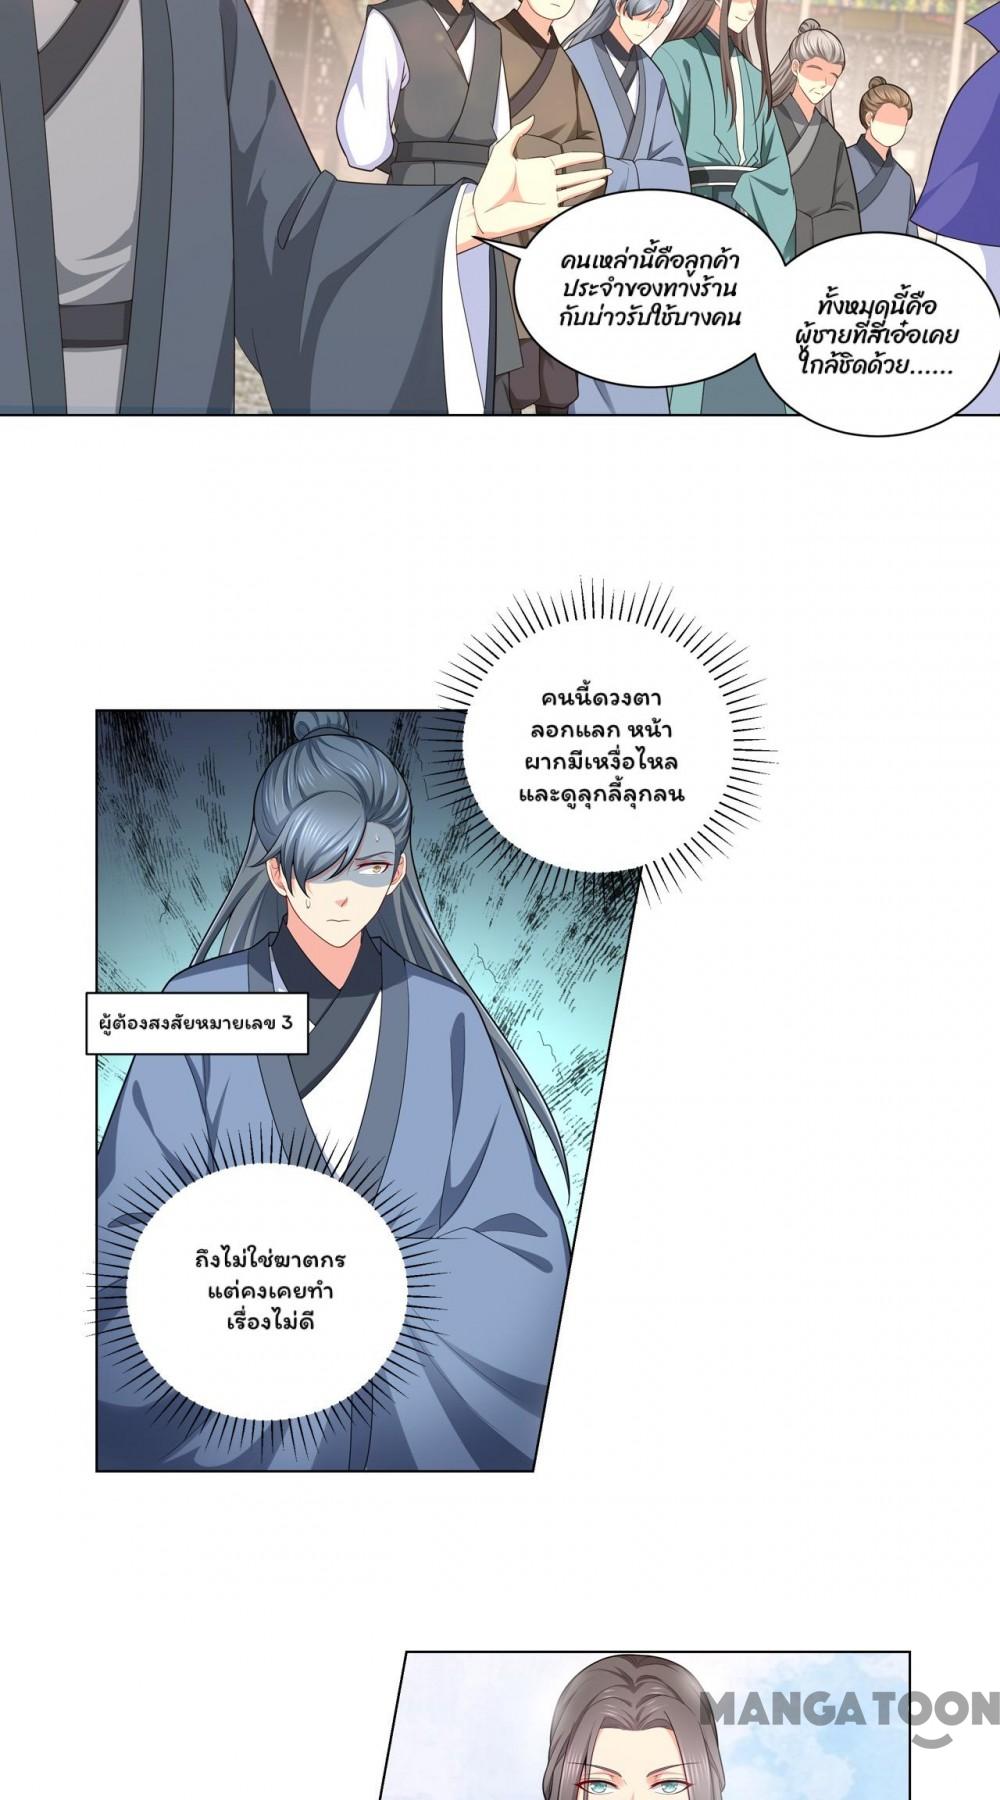 คนเหล่านี้คือลูกค้า
ประจำของทางร้าน
กับบ่าวรับใช้บางคน
ทั้งหมดนี้คือ
ผู้ชายที่สี่เอ๋อเคย
ใกล้ชิดด้วย......
คนนี้ดวงตา
ลอกแลก หน้า
ผากมีเหงื่อไหล
และดูลุกลี้ลุกลน
ผู้ต้องสงสัยหมายเลข 3
ถึงไม่ใช่ฆาตกร
แต่คงเคยทำ
เรื่องไม่ดี
MANGATOON